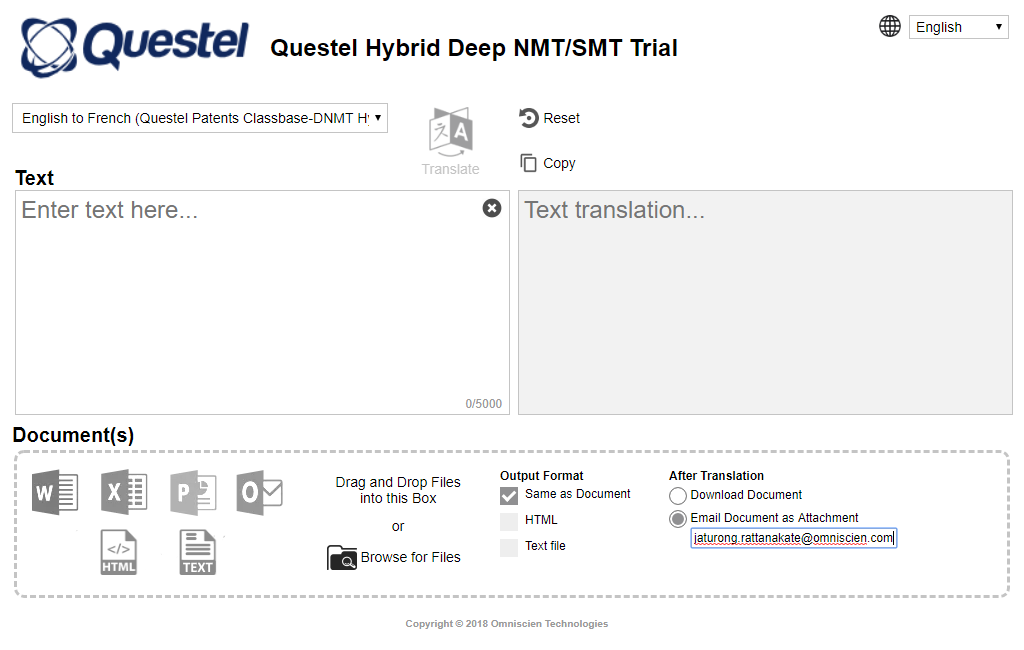 Questel
Questel Hybrid Deep NMT/SMT Trial
English
English to French (Questel Patents Classbase-DNMT Hy
Translate
Reset
Copy
Text
Enter text here...
0/5000
Text translation...
Document(s)
W
X
P
O
</>
HTML
TEXT
Drag and Drop Files
into this Box
or
Browse for Files
Output Format
Same as Document
HTML
Text file
After Translation
Download Document
Email Document as Attachment
jaturong.rattanakate@omniscien.com
Copyright © 2018 Omniscien Technologies